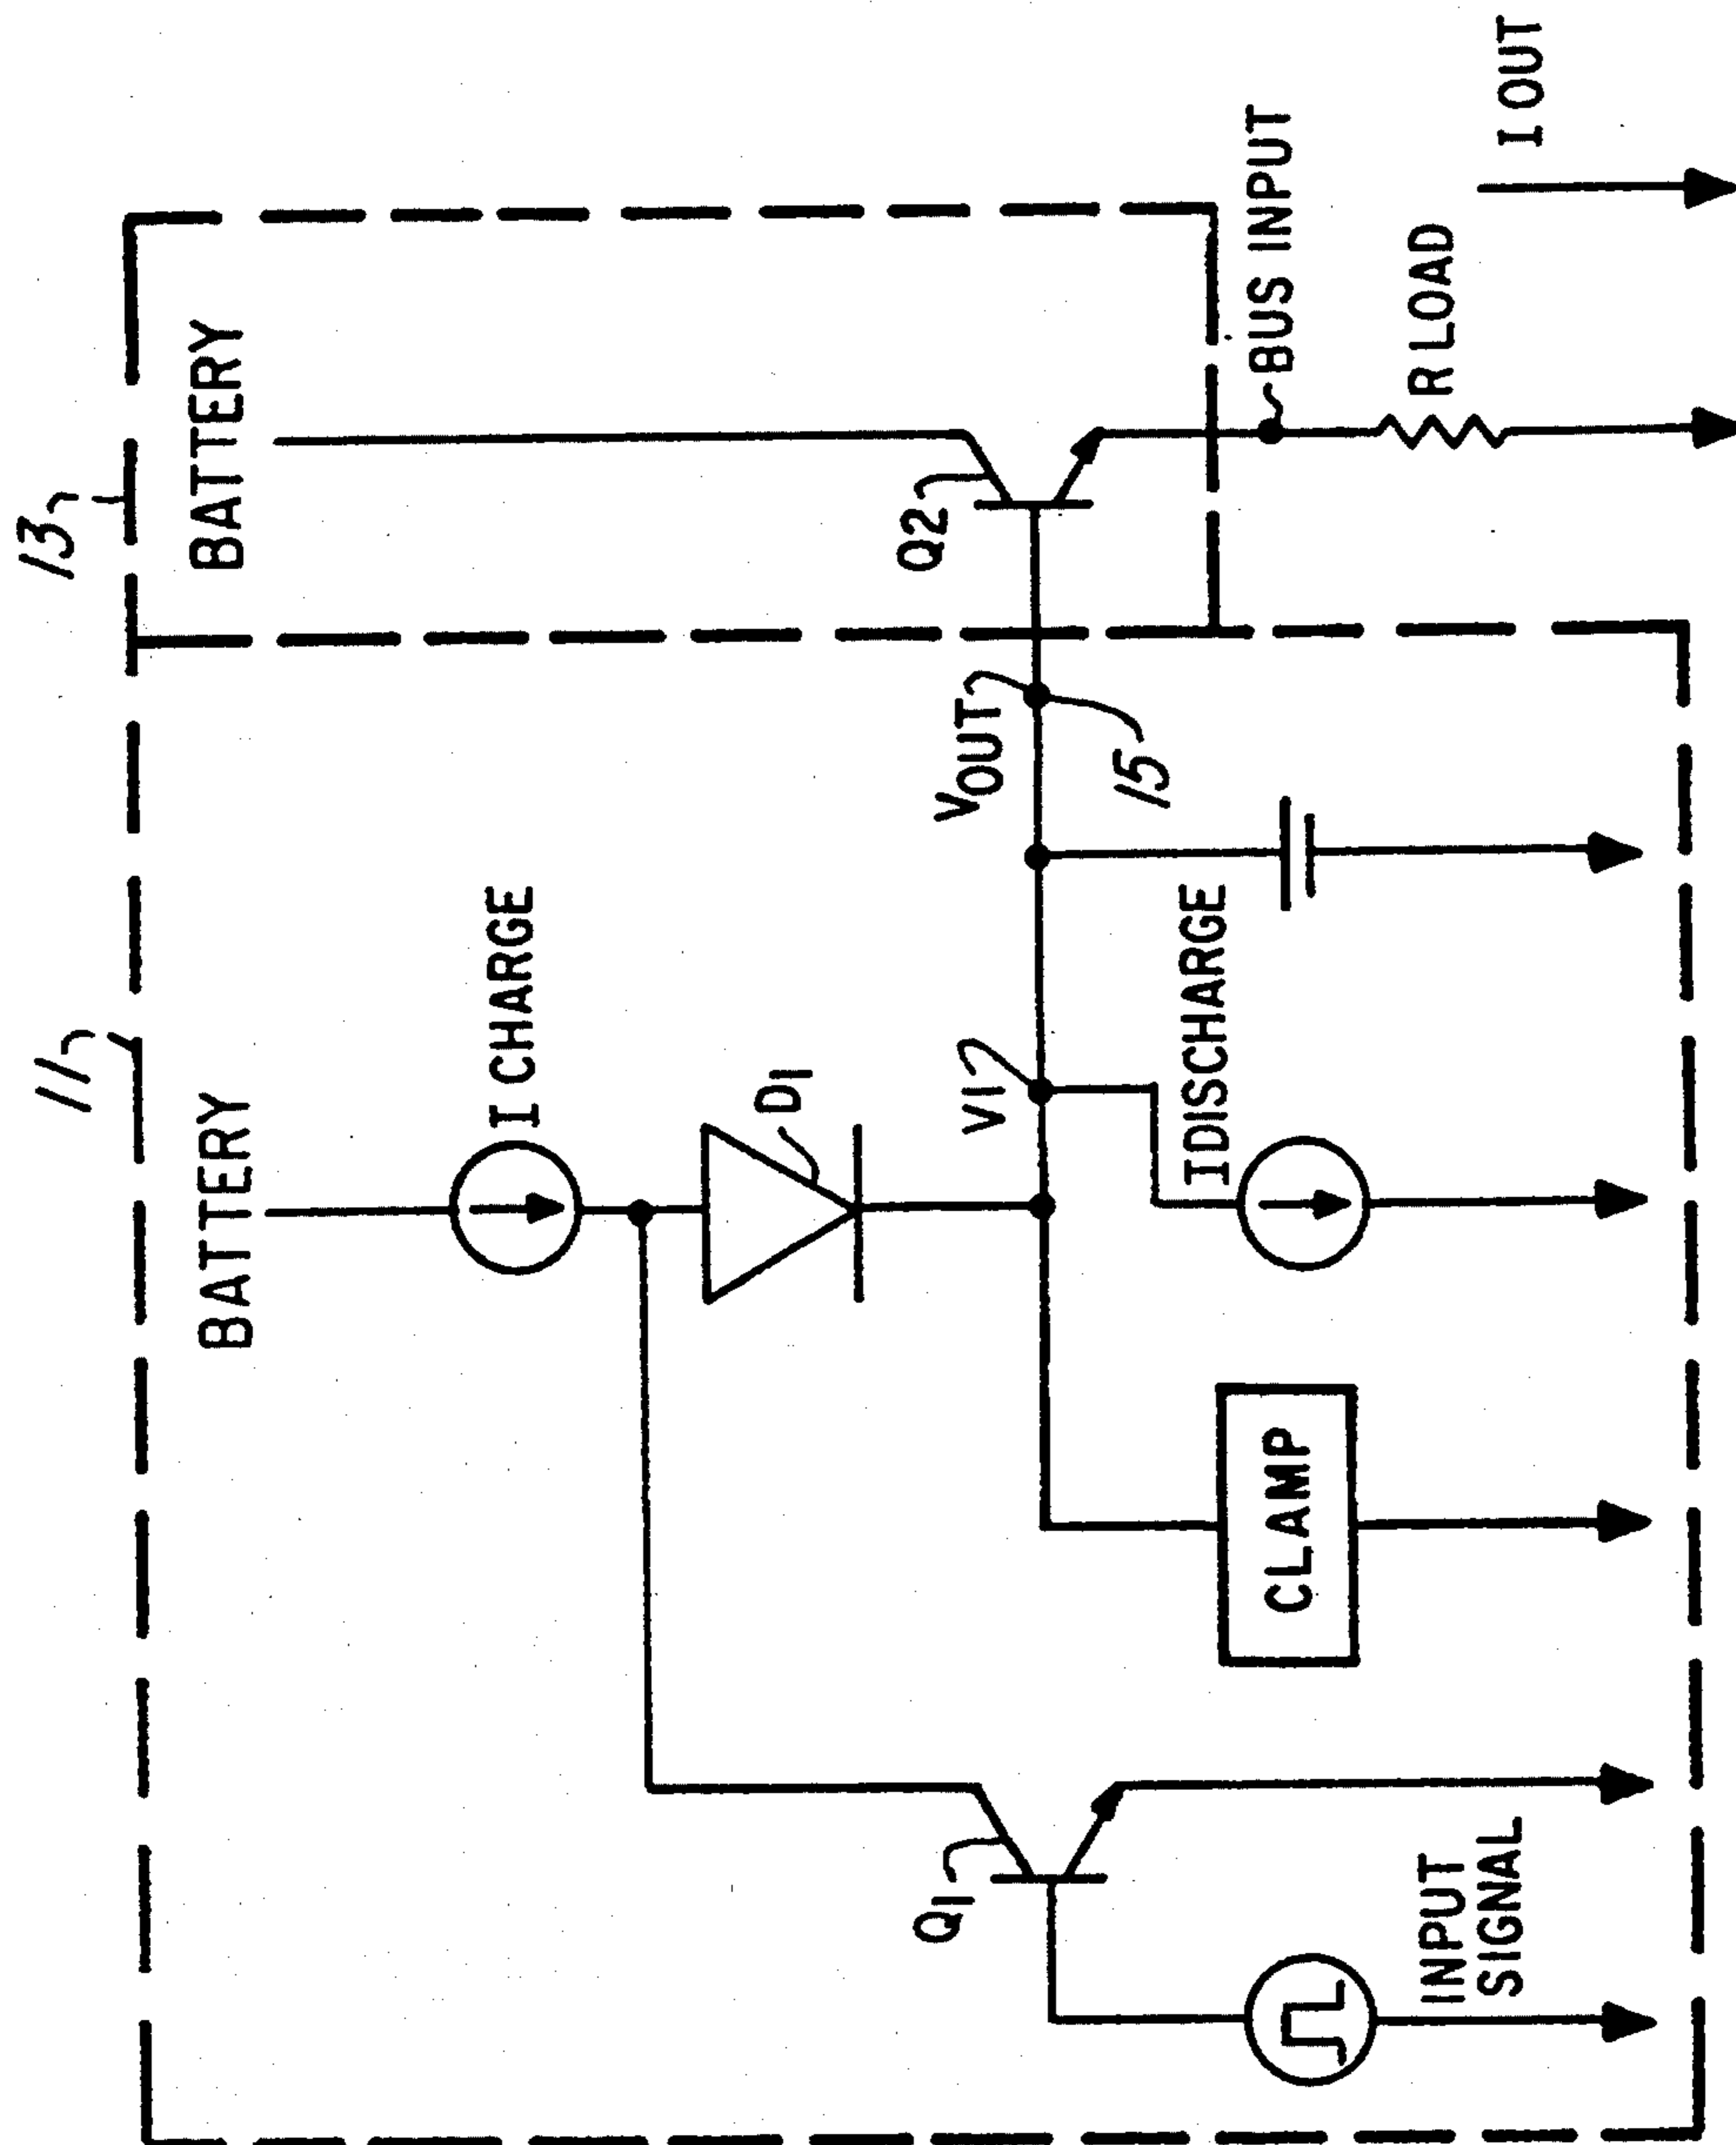 11
13
BATTERY
BATTERY
I CHARGE
D1
Q1
Q2
V1
VOUT
15
INPUT
SIGNAL
CLAMP
IDISCHARGE
BUS INPUT
R LOAD
I OUT